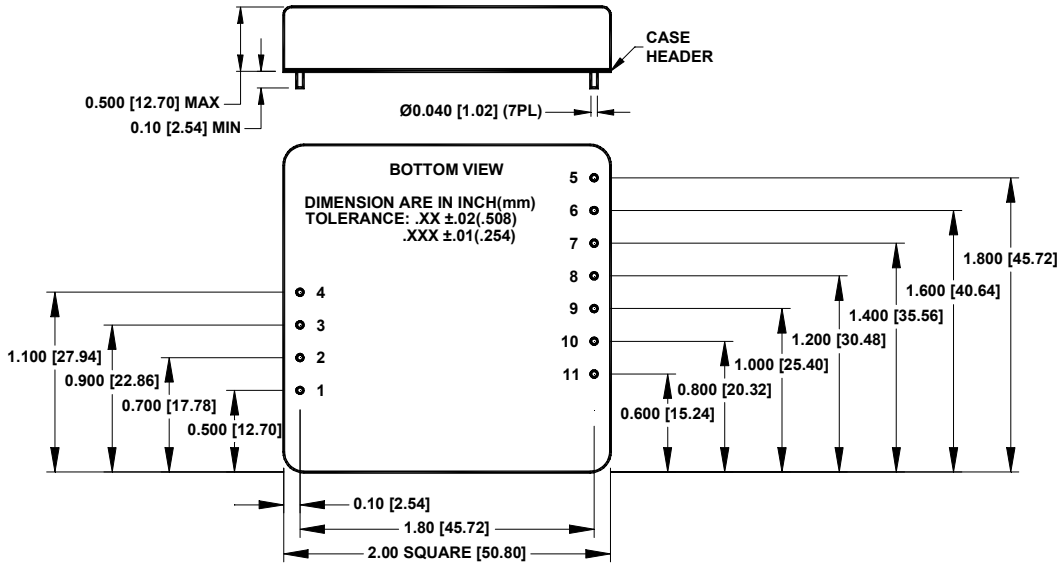 CASE
HEADER
0.500 [12.70] MAX
0.10 [2.54] MIN
Ø0.040 [1.02] (7PL)
BOTTOM VIEW
DIMENSION ARE IN INCH(mm)
TOLERANCE: .XX ±.02(.508)
.XXX ±.01(.254)
5
6
7
8
9
10
11
4
3
2
1
1.800 [45.72]
1.600 [40.64]
1.400 [35.56]
1.200 [30.48]
1.000 [25.40]
0.800 [20.32]
0.600 [15.24]
1.100 [27.94]
0.900 [22.86]
0.700 [17.78]
0.500 [12.70]
0.10 [2.54]
1.80 [45.72]
2.00 SQUARE [50.80]